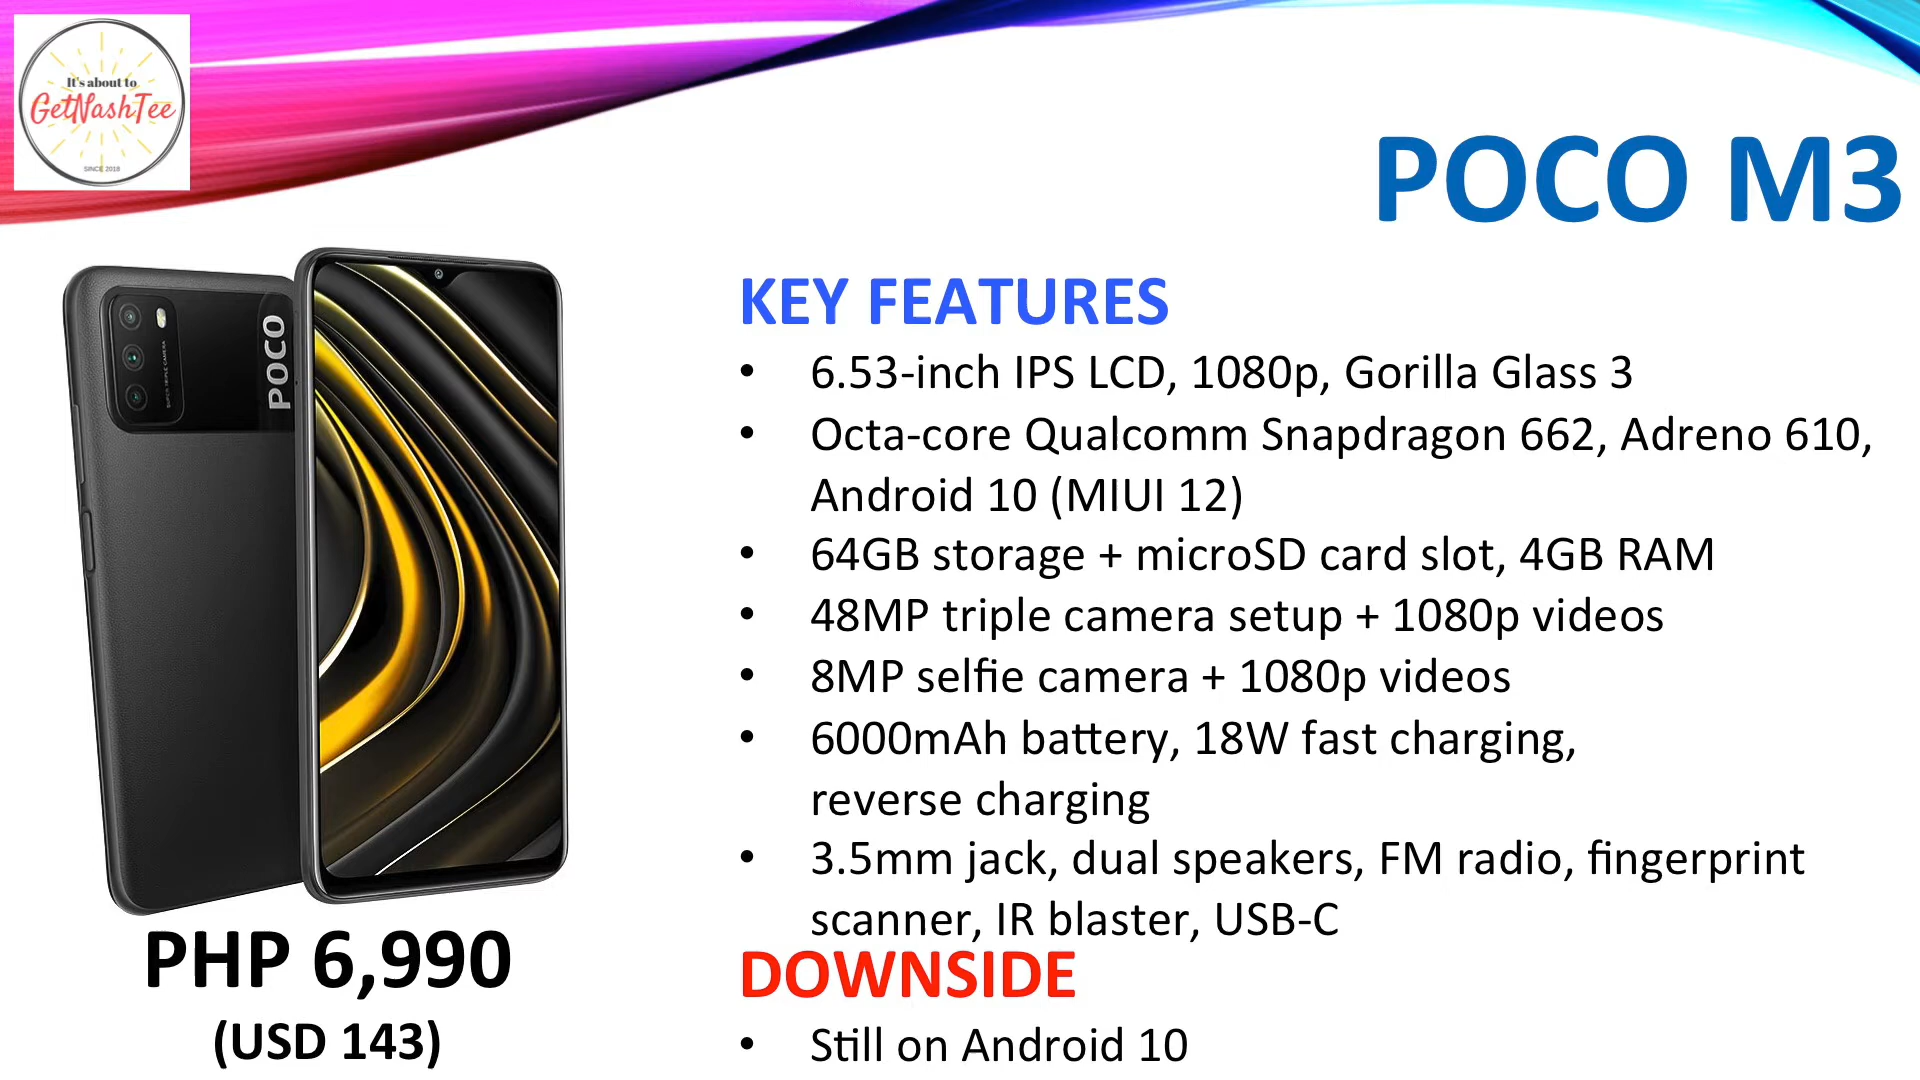 It's about to
GetNashTee
SINCE 2018
POCO M3
POCO
KEY FEATURES
• 6.53-inch IPS LCD, 1080p, Gorilla Glass 3
• Octa-core Qualcomm Snapdragon 662, Adreno 610,
Android 10 (MIUI 12)
• 64GB storage + microSD card slot, 4GB RAM
• 48MP triple camera setup + 1080p videos
• 8MP selfie camera + 1080p videos
• 6000mAh battery, 18W fast charging,
reverse charging
• 3.5mm jack, dual speakers, FM radio, fingerprint
scanner, IR blaster, USB-C
DOWNSIDE
• Still on Android 10
PHP 6,990
(USD 143)